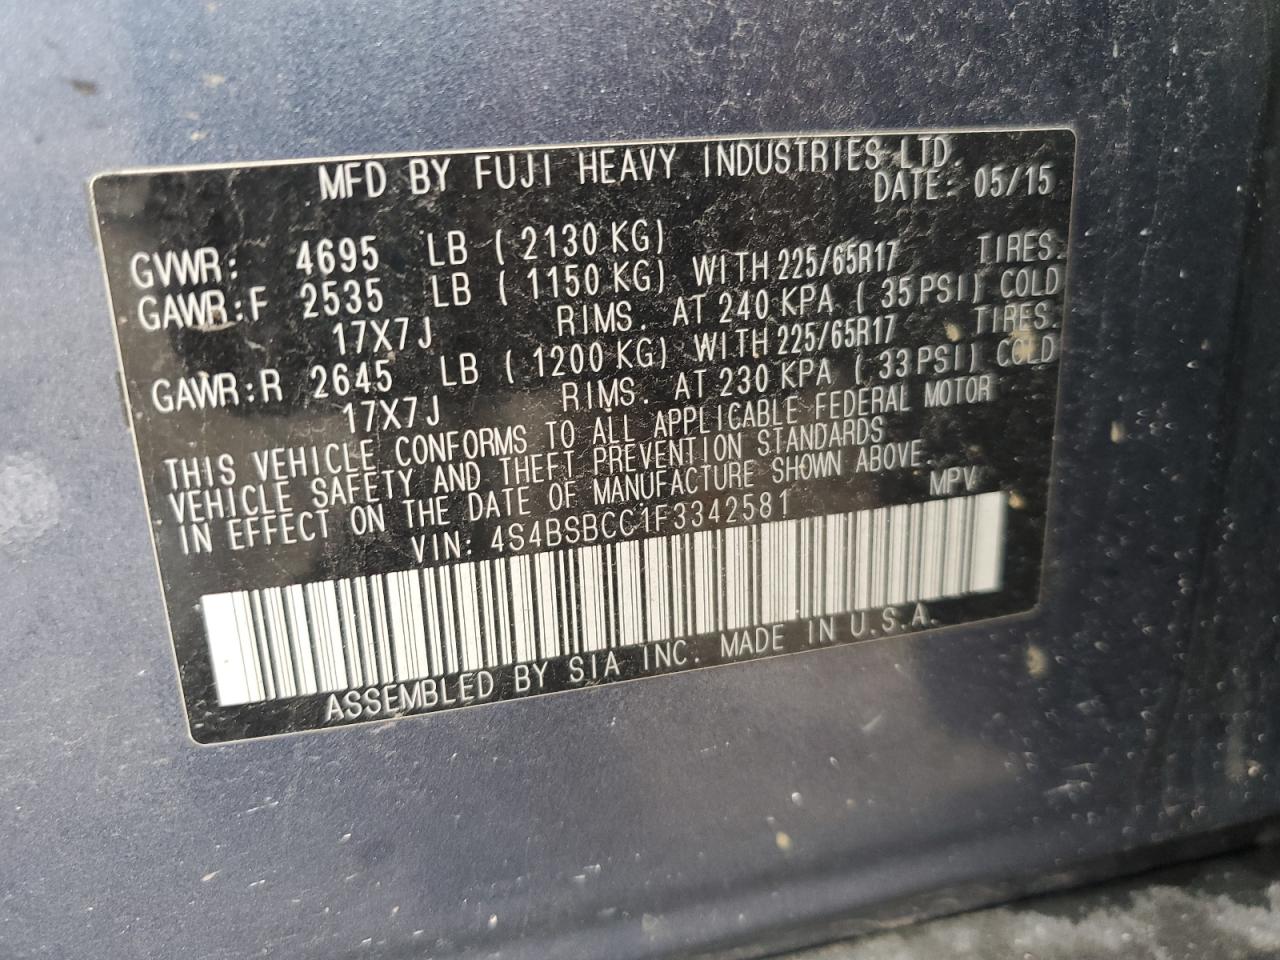 MFD BY FUJI HEAVY INDUSTRIES LTD.
DATE: 05/15
GVWR: 4695 LB ( 2130 KG)
GAWR:F 2535 LB ( 1150 KG) WITH 225/65R17 TIRES.
17X7J RIMS. AT 240 KPA ( 35 PSI) COLD
GAWR:R 2645 LB ( 1200 KG) WITH 225/65R17 TIRES.
17X7J RIMS. AT 230 KPA ( 33 PSI) COLD
THIS VEHICLE CONFORMS TO ALL APPLICABLE FEDERAL MOTOR
VEHICLE SAFETY AND THEFT PREVENTION STANDARDS
IN EFFECT ON THE DATE OF MANUFACTURE SHOWN ABOVE.
VIN: 4S4BSBCC1F3342581 MPV
ASSEMBLED BY SIA INC. MADE IN U.S.A.